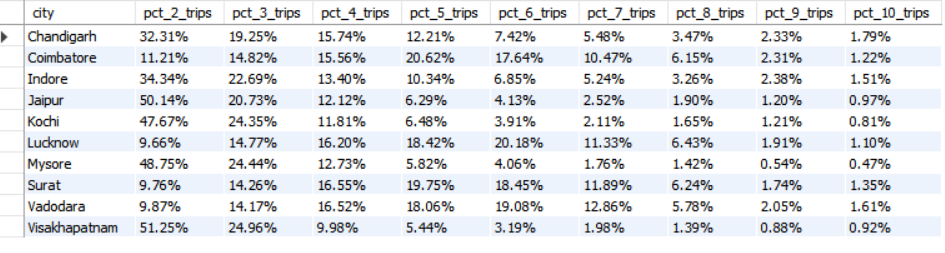 city pct_2_trips pct_3_trips pct_4_trips pct_5_trips pct_6_trips pct_7_trips pct_8_trips pct_9_trips pct_10_trips
Chandigarh 32.31% 19.25% 15.74% 12.21% 7.42% 5.48% 3.47% 2.33% 1.79%
Coimbatore 11.21% 14.82% 15.56% 20.62% 17.64% 10.47% 6.15% 2.31% 1.22%
Indore 34.34% 22.69% 13.40% 10.34% 6.85% 5.24% 3.26% 2.38% 1.51%
Jaipur 50.14% 20.73% 12.12% 6.29% 4.13% 2.52% 1.90% 1.20% 0.97%
Kochi 47.67% 24.35% 11.81% 6.48% 3.91% 2.11% 1.65% 1.21% 0.81%
Lucknow 9.66% 14.77% 16.20% 18.42% 20.18% 11.33% 6.43% 1.91% 1.10%
Mysore 48.75% 24.44% 12.73% 5.82% 4.06% 1.76% 1.42% 0.54% 0.47%
Surat 9.76% 14.26% 16.55% 19.75% 18.45% 11.89% 6.24% 1.74% 1.35%
Vadodara 9.87% 14.17% 16.52% 18.06% 19.08% 12.86% 5.78% 2.05% 1.61%
Visakhapatnam 51.25% 24.96% 9.98% 5.44% 3.19% 1.98% 1.39% 0.88% 0.92%